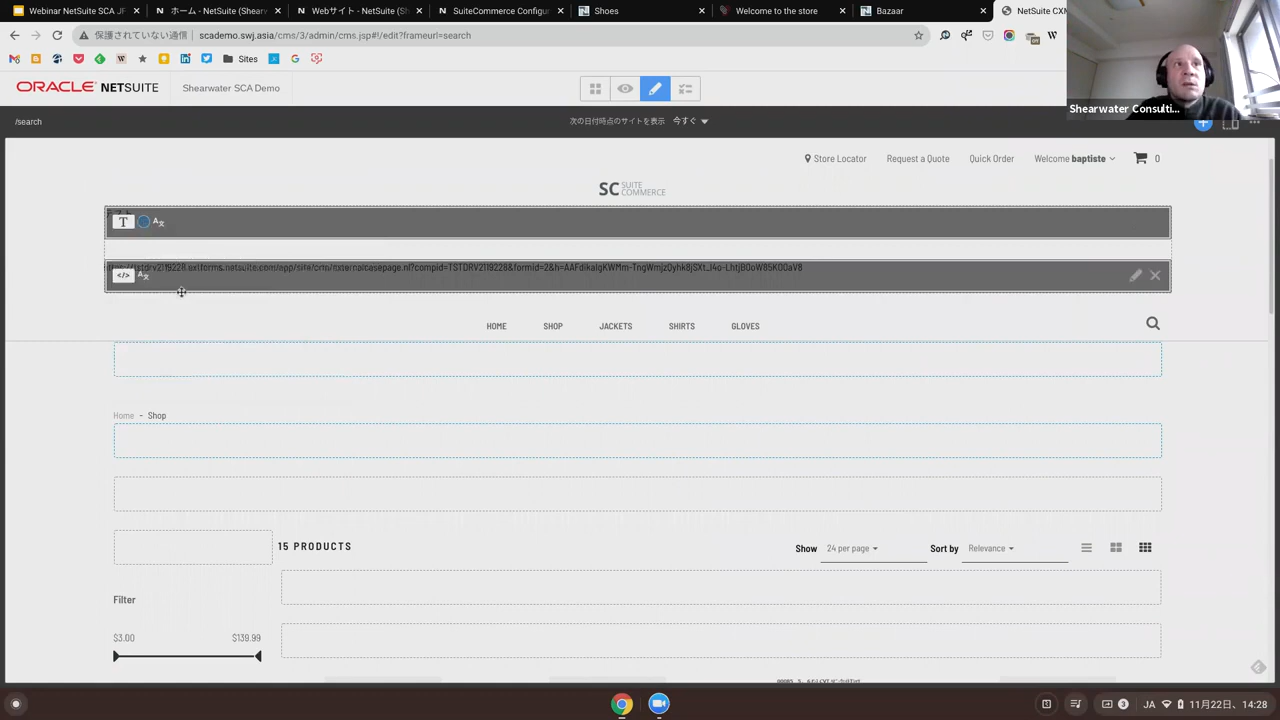 Webinar NetSuite SCA JF
ホーム - NetSuite (Shearw
Webサイト - NetSuite (Sh
SuiteCommerce Configur
Shoes
Welcome to the store
Bazaar
NetSuite CXM
保護されていない通信 | scademo.swj.asia/cms/3/admin/cms.jsp#!/edit?frameurl=search
Sites
ORACLE NETSUITE
Shearwater SCA Demo
Shearwater Consulti...
/search
次の日付時点のサイトを表示 今すぐ
Store Locator
Request a Quote
Quick Order
Welcome baptiste
0
SC SUITE COMMERCE
T
</>
HOME
SHOP
JACKETS
SHIRTS
GLOVES
Home - Shop
15 PRODUCTS
Show 24 per page
Sort by Relevance
Filter
$3.00 $139.99
JA
11月22日、14:28